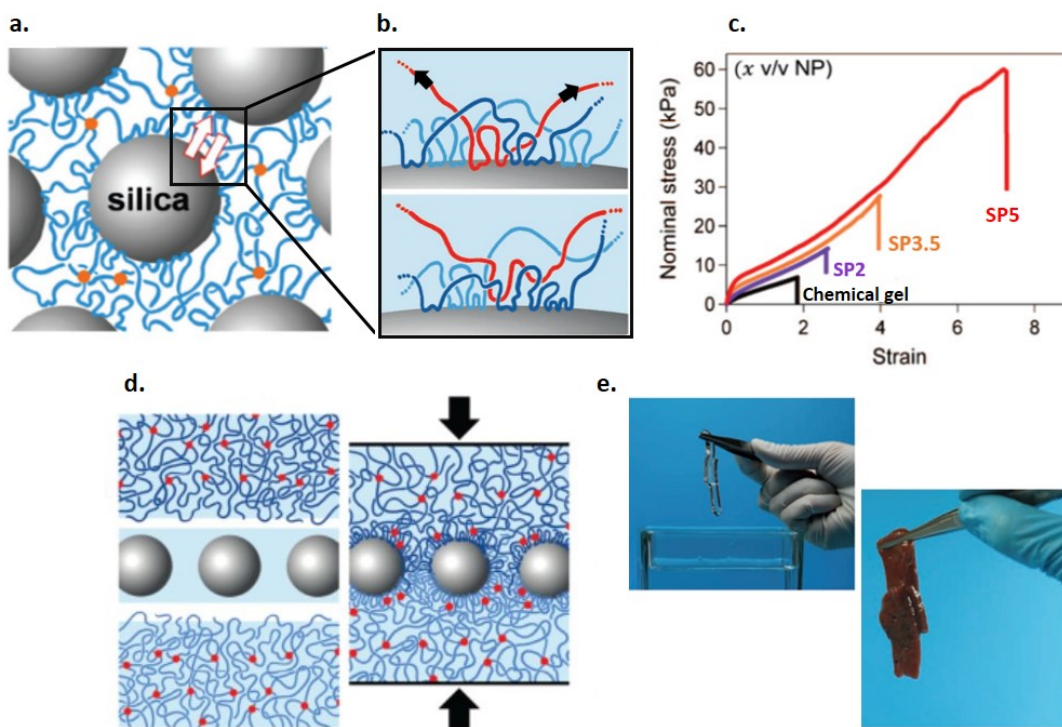 a.
b.
c.
silica
(x v/v NP)
Nominal stress (kPa)
60
50
40
30
20
10
0
SP5
SP3.5
SP2
Chemical gel
0
2
4
6
8
Strain
d.
e.